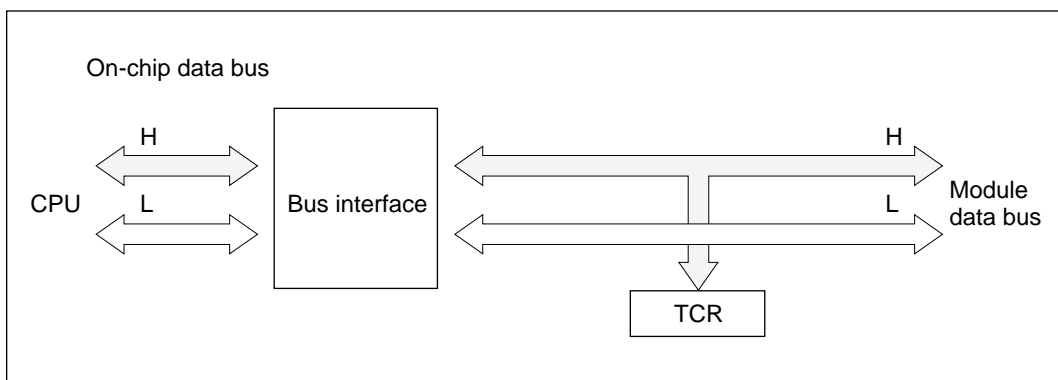 On-chip data bus
H
H
CPU
L
Bus interface
L
Module
data bus
TCR